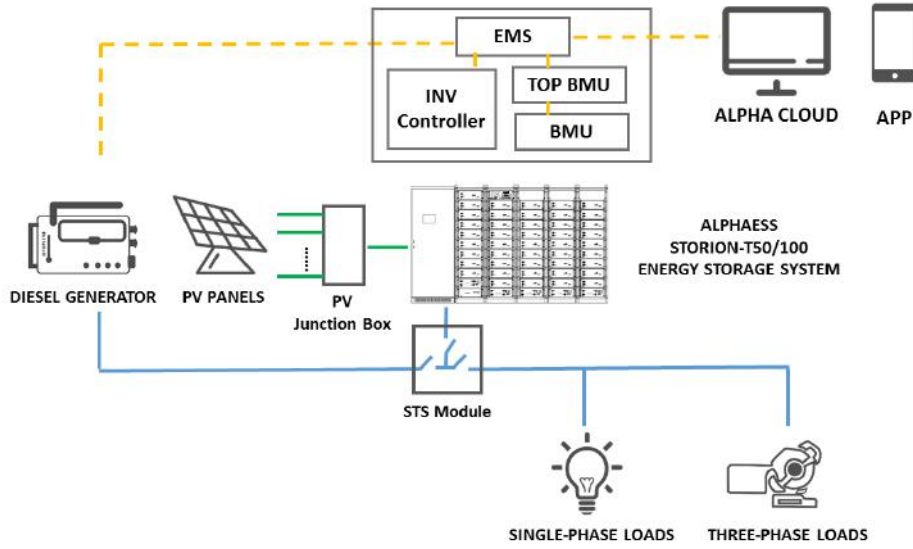 EMS
INV
Controller
TOP BMU
BMU
ALPHA CLOUD
APP
DIESEL GENERATOR
PV PANELS
PV
Junction Box
ALPHAESS
STORION-T50/100
ENERGY STORAGE SYSTEM
STS Module
SINGLE-PHASE LOADS
THREE-PHASE LOADS